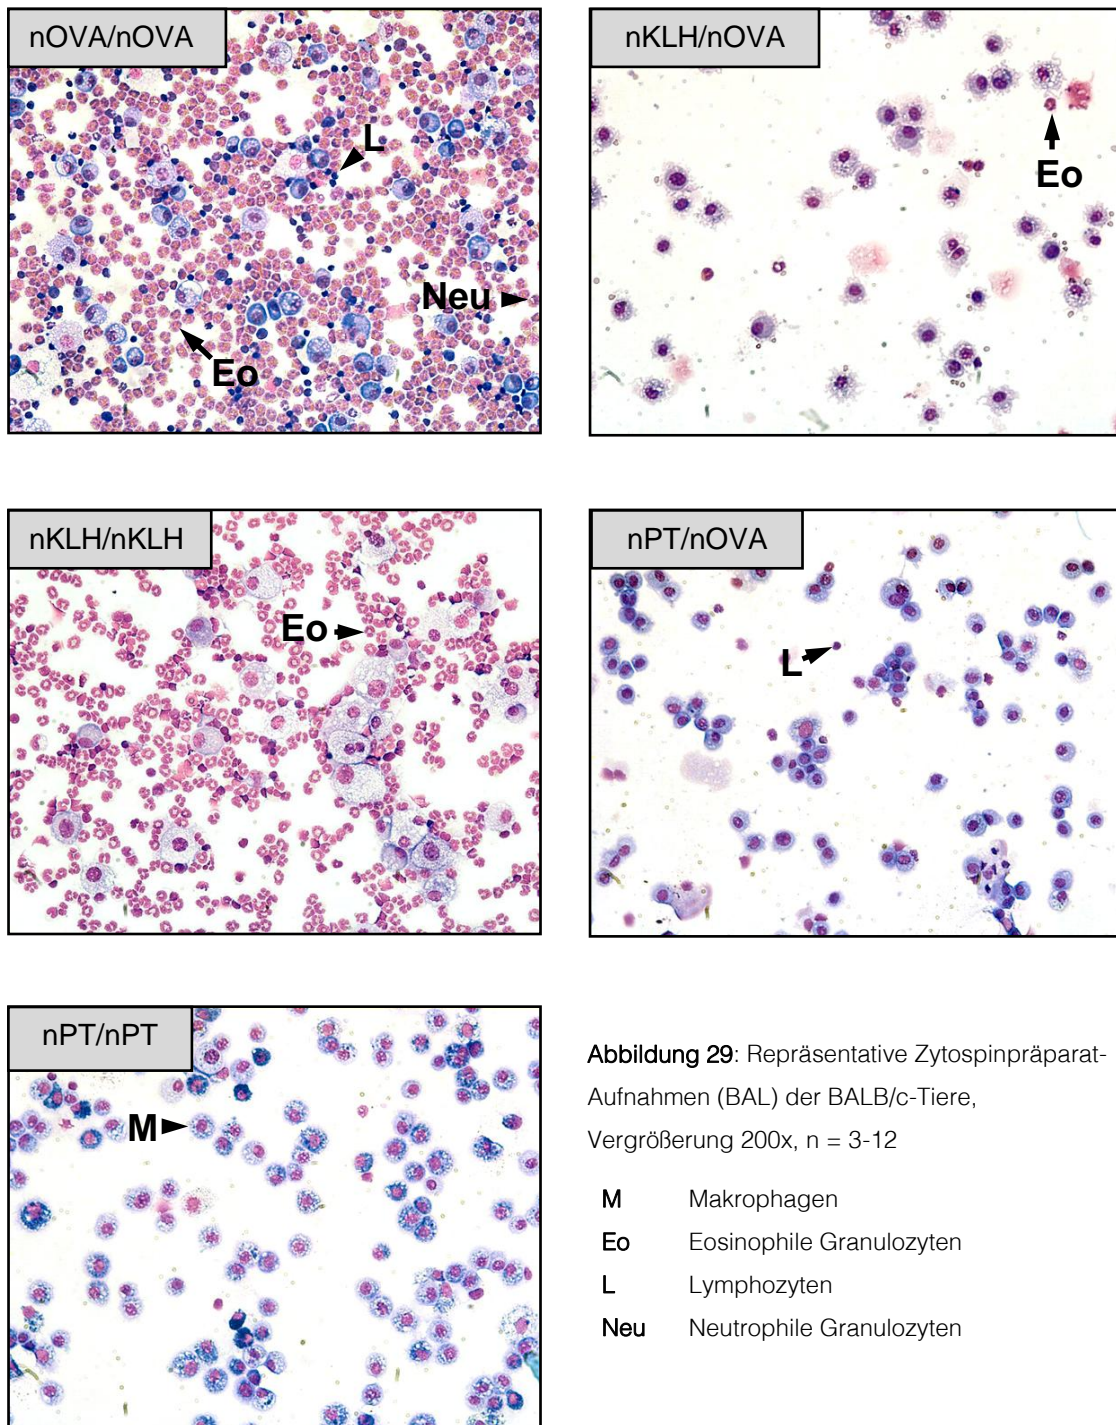 nOVA/nOVA
L
Neu
Eo
nKLH/nOVA
Eo
nKLH/nKLH
Eo
nPT/nOVA
L
nPT/nPT
M
Abbildung 29: Repräsentative Zytospinpräparat-
Aufnahmen (BAL) der BALB/c-Tiere,
Vergrößerung 200x, n = 3-12
M Makrophagen
Eo Eosinophile Granulozyten
L Lymphozyten
Neu Neutrophile Granulozyten